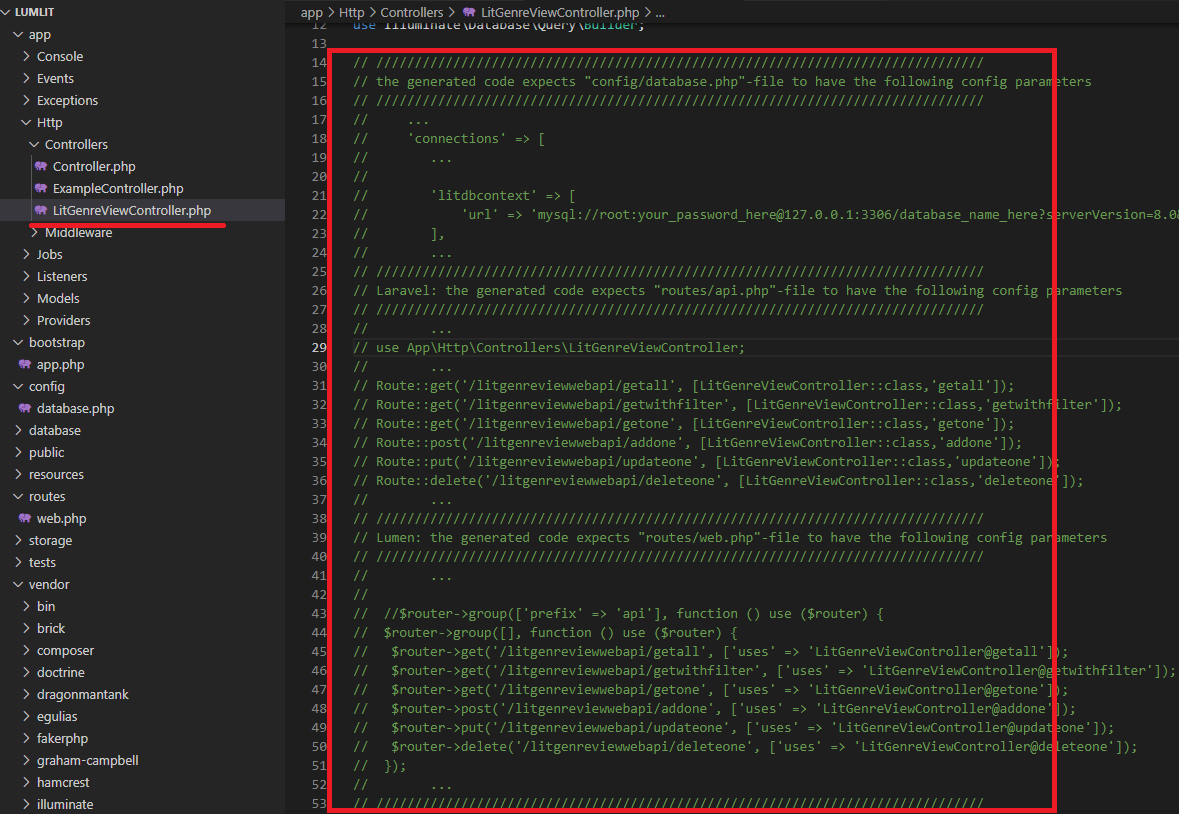 LUMLIT
app
Console
Events
Exceptions
Http
Controllers
Controller.php
ExampleController.php
LitGenreViewController.php
Middleware
Jobs
Listeners
Models
Providers
bootstrap
app.php
config
database.php
database
public
resources
routes
web.php
storage
tests
vendor
bin
brick
composer
doctrine
dragonmantank
egulias
fakerphp
graham-campbell
hamcrest
illuminate
app > Http > Controllers > LitGenreViewController.php > ...
12 use Illuminate\Database\Query\Builder;
13
14 // ///////////////////////////////////////////////////////////////////////////////
15 // the generated code expects "config/database.php"-file to have the following config parameters
16 // ///////////////////////////////////////////////////////////////////////////////
17 //     ...
18 //     'connections' => [
19 //        ...
20 //
21 //        'litdbcontext' => [
22 //            'url' => 'mysql://root:your_password_here@127.0.0.1:3306/database_name_here?serverVersion=8.0&
23 //        ],
24 //        ...
25 // ///////////////////////////////////////////////////////////////////////////////
26 // Laravel: the generated code expects "routes/api.php"-file to have the following config parameters
27 // ///////////////////////////////////////////////////////////////////////////////
28 //        ...
29 // use App\Http\Controllers\LitGenreViewController;
30 //        ...
31 // Route::get('/litgenreviewwebapi/getall', [LitGenreViewController::class,'getall']);
32 // Route::get('/litgenreviewwebapi/getwithfilter', [LitGenreViewController::class,'getwithfilter']);
33 // Route::get('/litgenreviewwebapi/getone', [LitGenreViewController::class,'getone']);
34 // Route::post('/litgenreviewwebapi/addone', [LitGenreViewController::class,'addone']);
35 // Route::put('/litgenreviewwebapi/updateone', [LitGenreViewController::class,'updateone']);
36 // Route::delete('/litgenreviewwebapi/deleteone', [LitGenreViewController::class,'deleteone']);
37 //        ...
38 // ///////////////////////////////////////////////////////////////////////////////
39 // Lumen: the generated code expects "routes/web.php"-file to have the following config parameters
40 // ///////////////////////////////////////////////////////////////////////////////
41 //        ...
42 //
43 //  //$router->group(['prefix' => 'api'], function () use ($router) {
44 //  $router->group([], function () use ($router) {
45 //   $router->get('/litgenreviewwebapi/getall', ['uses' => 'LitGenreViewController@getall']);
46 //   $router->get('/litgenreviewwebapi/getwithfilter', ['uses' => 'LitGenreViewController@getwithfilter']);
47 //   $router->get('/litgenreviewwebapi/getone', ['uses' => 'LitGenreViewController@getone']);
48 //   $router->post('/litgenreviewwebapi/addone', ['uses' => 'LitGenreViewController@addone']);
49 //   $router->put('/litgenreviewwebapi/updateone', ['uses' => 'LitGenreViewController@updateone']);
50 //   $router->delete('/litgenreviewwebapi/deleteone', ['uses' => 'LitGenreViewController@deleteone']);
51 //  });
52 //        ...
53 // ///////////////////////////////////////////////////////////////////////////////